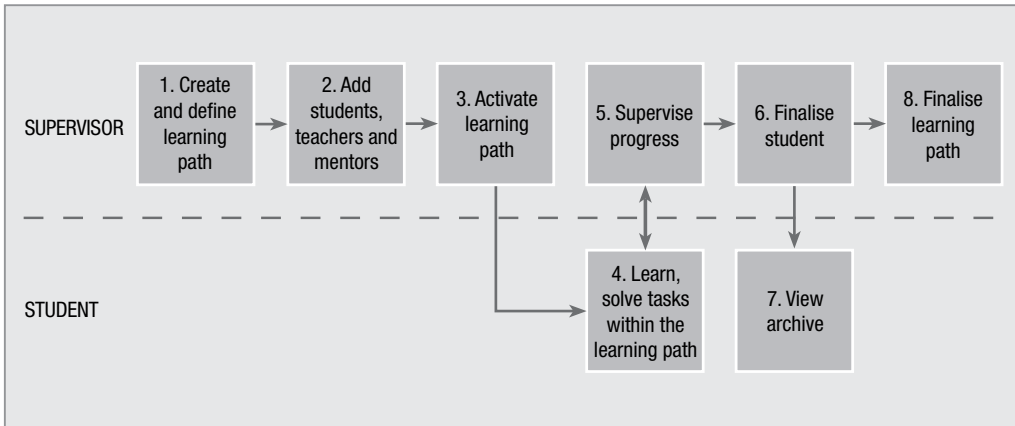 SUPERVISOR
1. Create
and define
learning
path
2. Add
students,
teachers and
mentors
3. Activate
learning
path
5. Supervise
progress
6. Finalise
student
8. Finalise
learning
path
STUDENT
4. Learn,
solve tasks
within the
learning path
7. View
archive